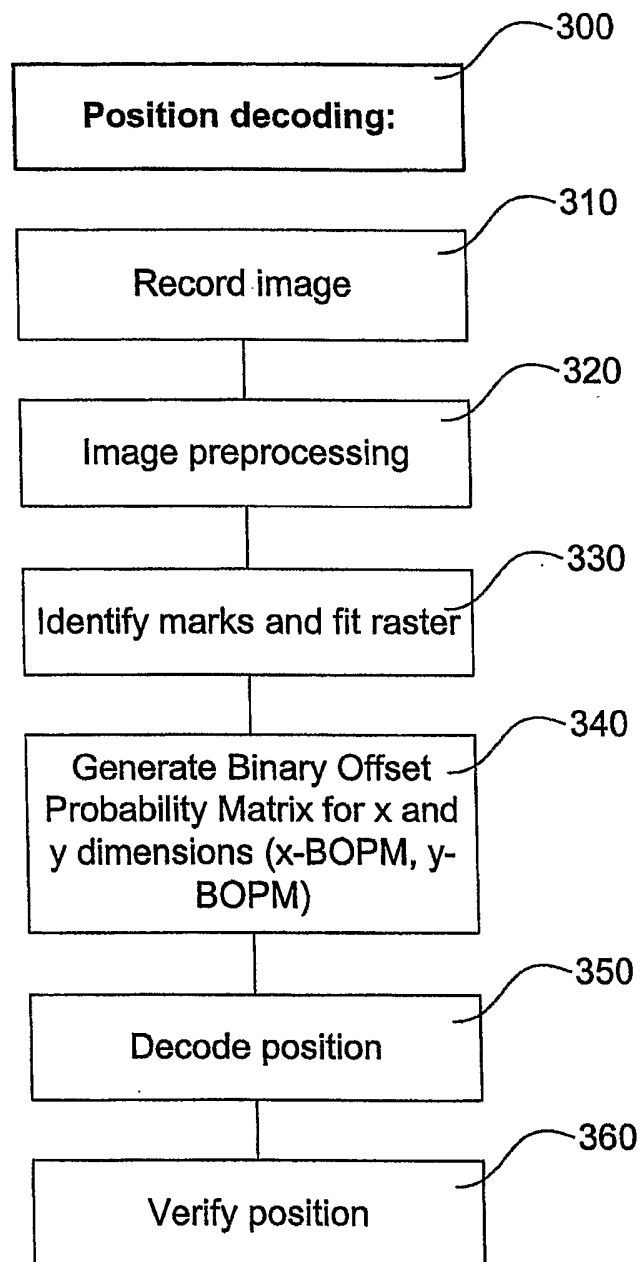 300
Position decoding:
310
Record image
320
Image preprocessing
330
Identify marks and fit raster
340
Generate Binary Offset
Probability Matrix for x and
y dimensions (x-BOPM, y-
BOPM)
350
Decode position
360
Verify position